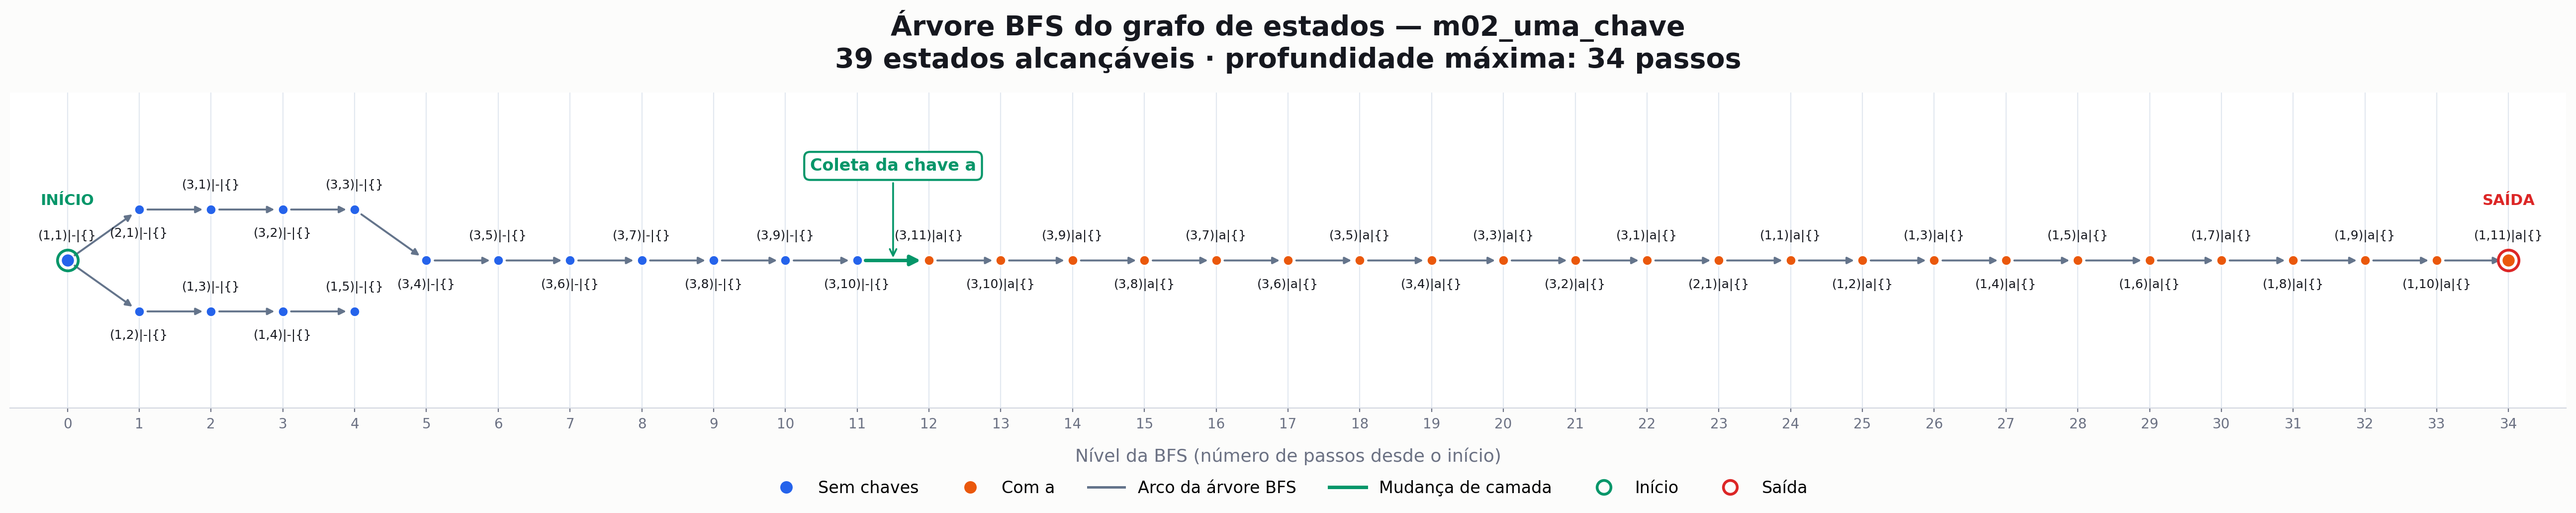 Árvore BFS do grafo de estados — m02_uma_chave
39 estados alcançáveis · profundidade máxima: 34 passos
Coleta da chave a
INÍCIO
SAÍDA
(3,1)|-|{} (3,3)|-|{}
(1,1)|-|{} (2,1)|-|{} (3,2)|-|{} (3,5)|-|{} (3,7)|-|{} (3,9)|-|{} (3,11)|a|{} (3,9)|a|{} (3,7)|a|{} (3,5)|a|{} (3,3)|a|{} (3,1)|a|{} (1,1)|a|{} (1,3)|a|{} (1,5)|a|{} (1,7)|a|{} (1,9)|a|{} (1,11)|a|{}
(1,3)|-|{} (1,5)|-|{} (3,4)|-|{} (3,6)|-|{} (3,8)|-|{} (3,10)|-|{} (3,10)|a|{} (3,8)|a|{} (3,6)|a|{} (3,4)|a|{} (3,2)|a|{} (2,1)|a|{} (1,2)|a|{} (1,4)|a|{} (1,6)|a|{} (1,8)|a|{} (1,10)|a|{}
(1,2)|-|{} (1,4)|-|{}
0 1 2 3 4 5 6 7 8 9 10 11 12 13 14 15 16 17 18 19 20 21 22 23 24 25 26 27 28 29 30 31 32 33 34
Nível da BFS (número de passos desde o início)
Sem chaves Com a Arco da árvore BFS Mudança de camada Início Saída